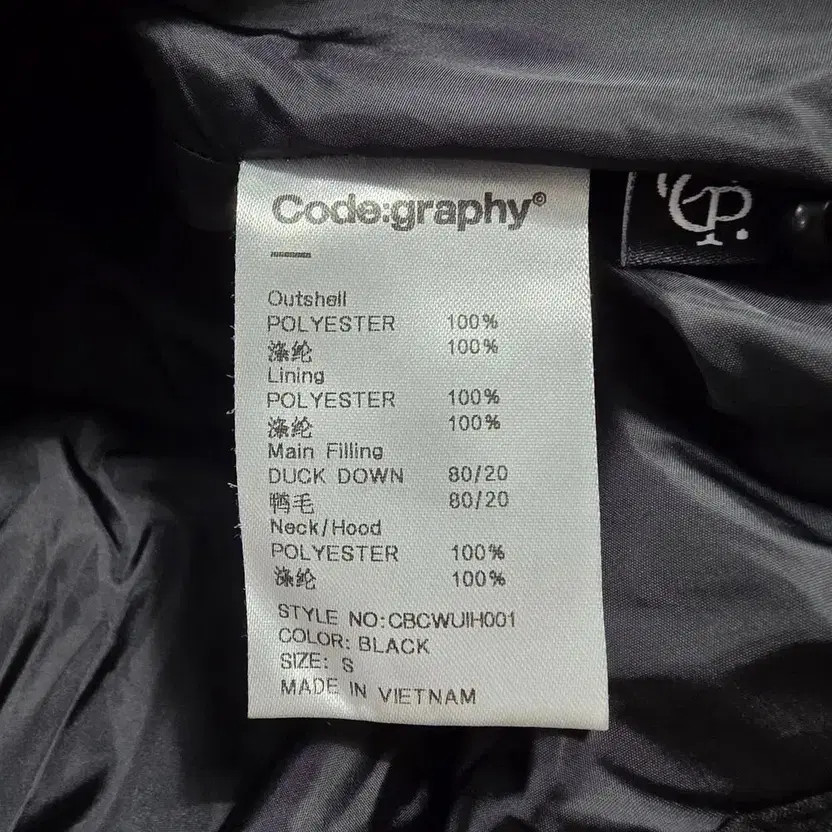 Code:graphy©
Outshell
POLYESTER 100%
涤纶 100%
Lining
POLYESTER 100%
涤纶 100%
Main Filling
DUCK DOWN 80/20
鸭毛 80/20
Neck/Hood
POLYESTER 100%
涤纶 100%
STYLE NO:CBCWUIH001
COLOR: BLACK
SIZE: S
MADE IN VIETNAM